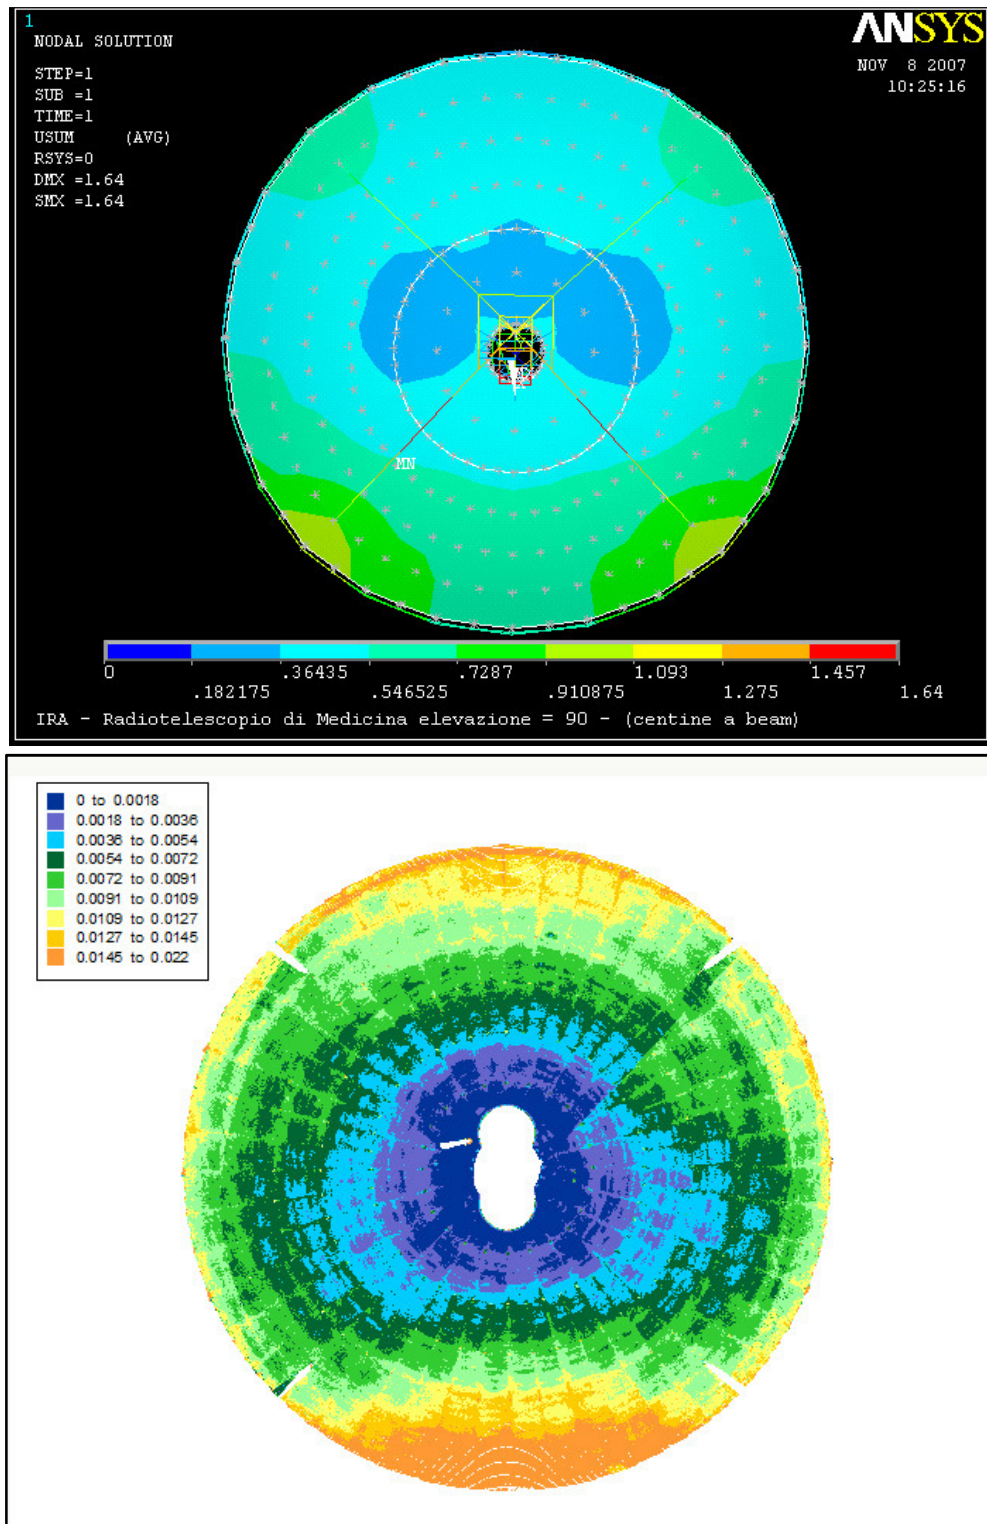 1
NODAL SOLUTION
STEP=1
SUB =1
TIME=1
USUM (AVG)
RSYS=0
DMX =1.64
SMX =1.64
ANSYS
NOV 8 2007
10:25:16
MN
0 .36435 .7287 1.093 1.457
.182175 .546525 .910875 1.275 1.64
IRA - Radiotelescopio di Medicina elevazione = 90 - (centine a beam)
0 to 0.0018
0.0018 to 0.0036
0.0036 to 0.0054
0.0054 to 0.0072
0.0072 to 0.0091
0.0091 to 0.0109
0.0109 to 0.0127
0.0127 to 0.0145
0.0145 to 0.022